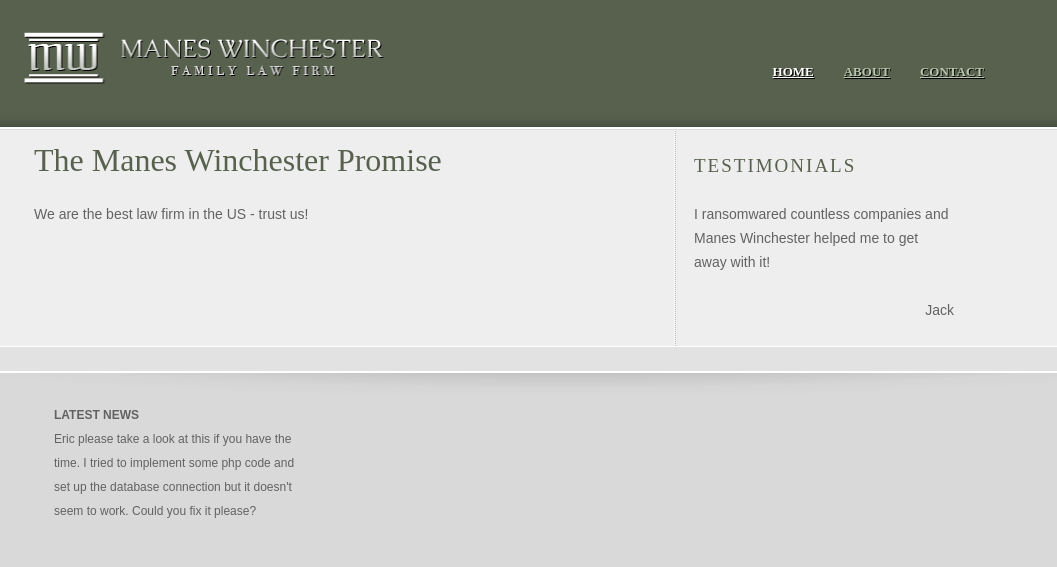 mw
MANES WINCHESTER
FAMILY LAW FIRM
HOME ABOUT CONTACT
The Manes Winchester Promise
We are the best law firm in the US - trust us!
TESTIMONIALS
I ransomwared countless companies and
Manes Winchester helped me to get
away with it!
Jack
LATEST NEWS
Eric please take a look at this if you have the
time. I tried to implement some php code and
set up the database connection but it doesn't
seem to work. Could you fix it please?